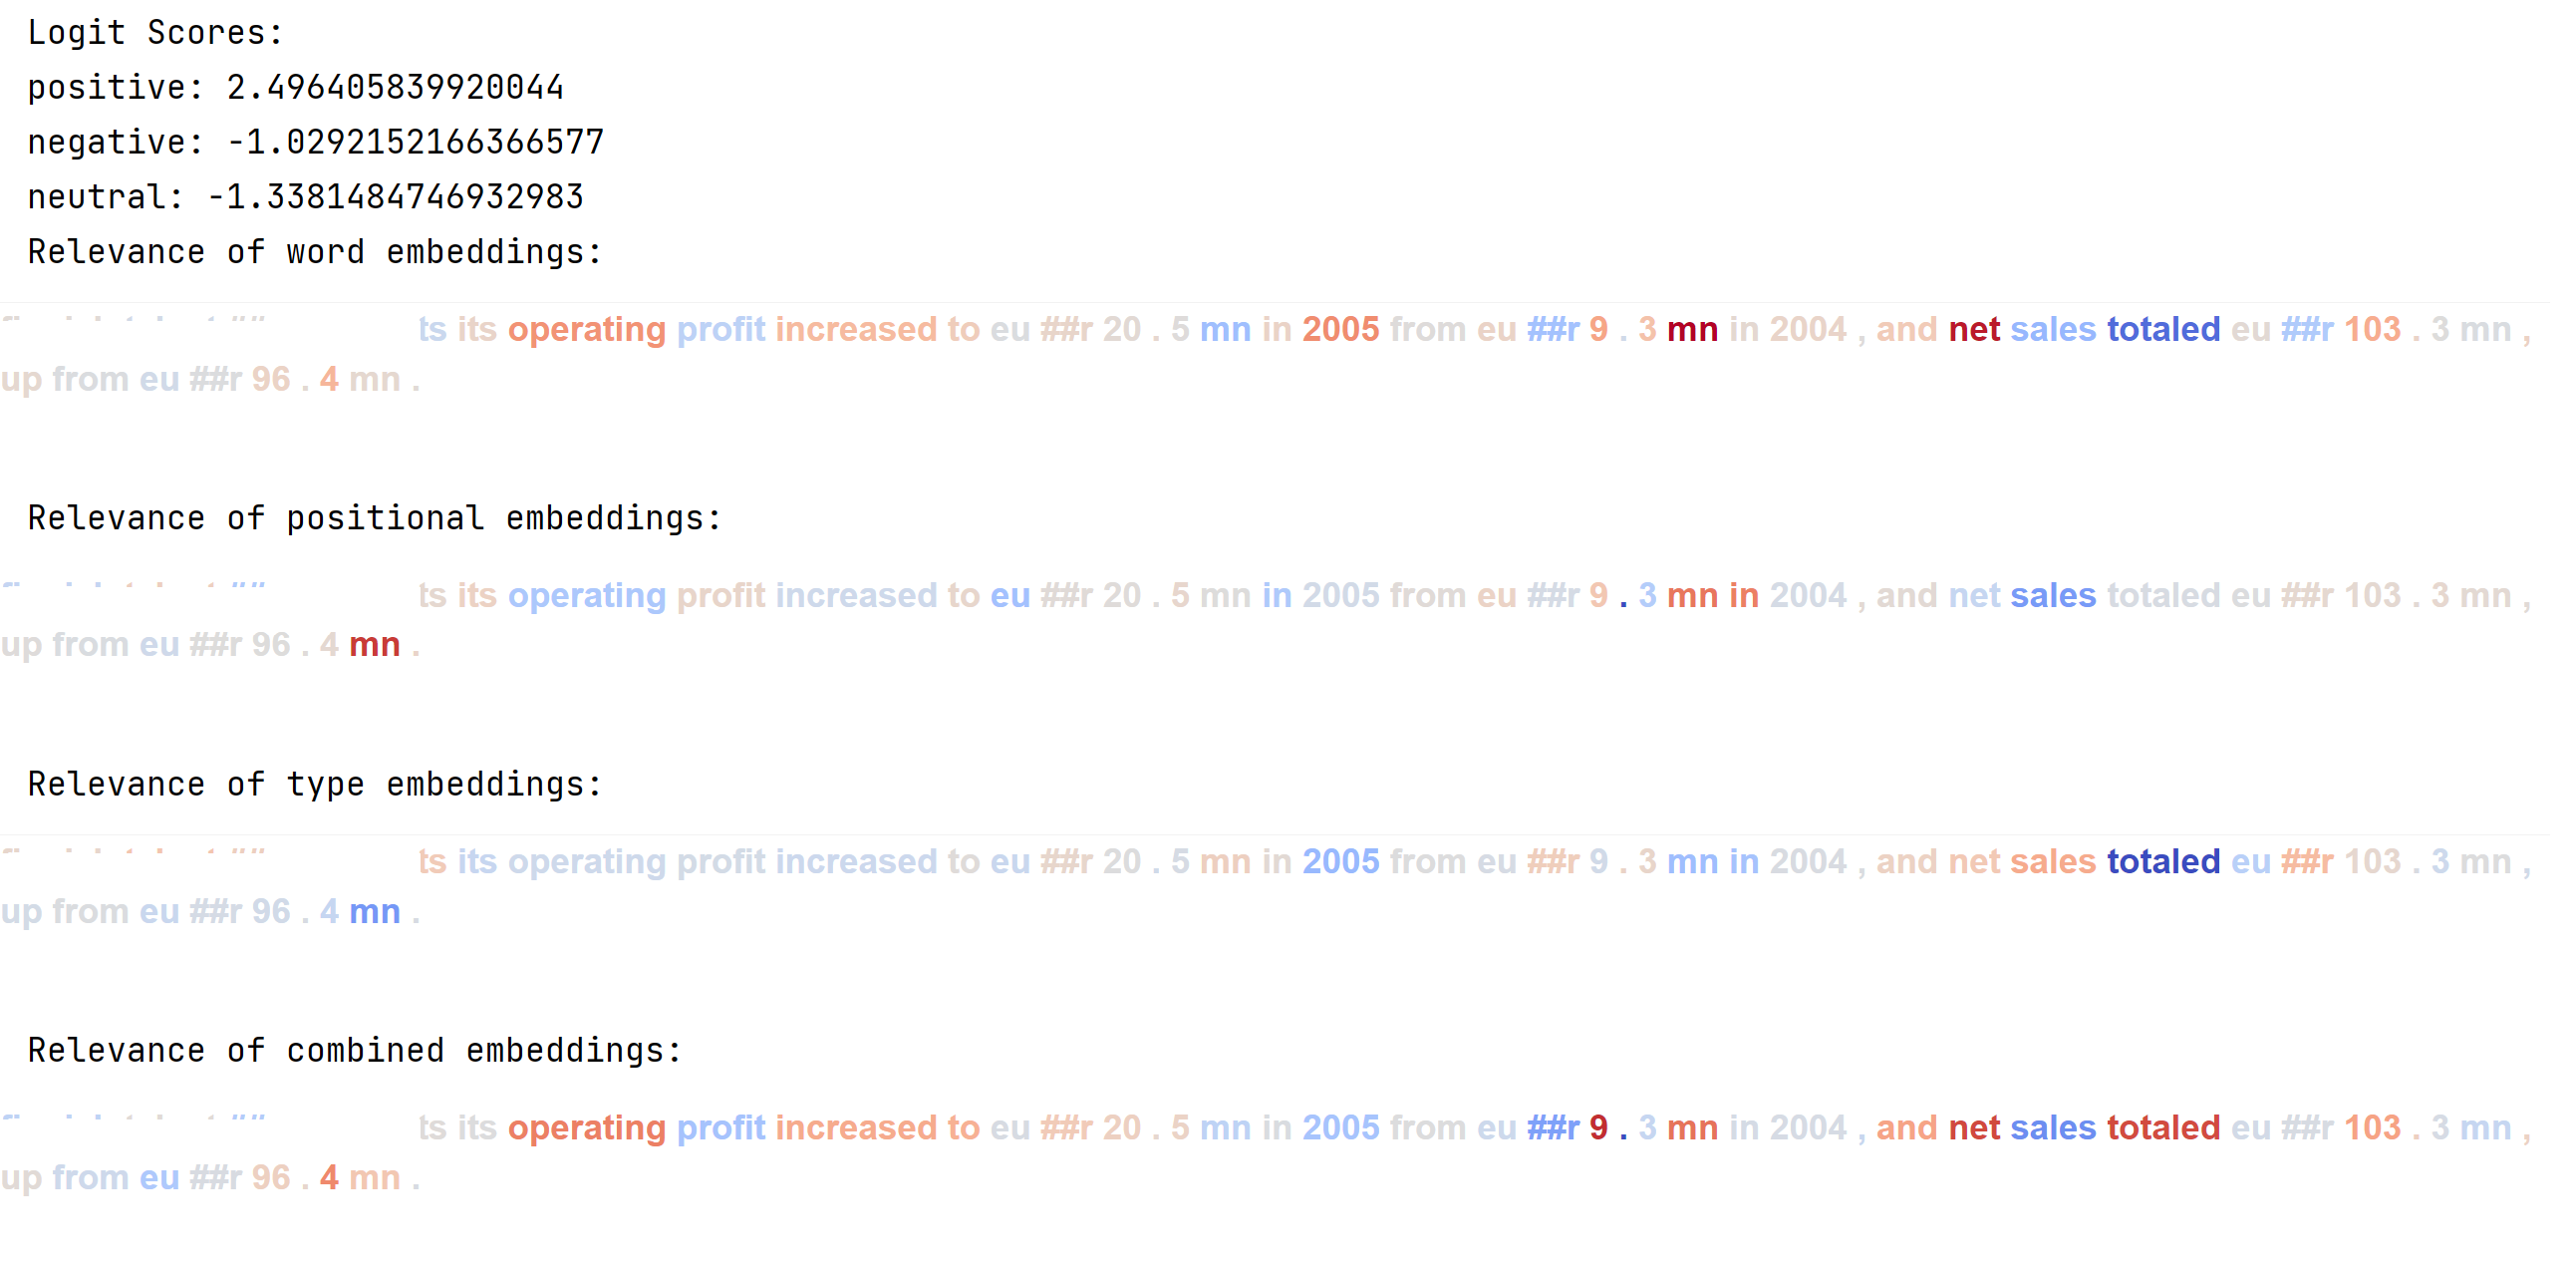 Logit Scores:
positive: 2.496405839920044
negative: -1.0292152166366577
neutral: -1.3381484746932983
Relevance of word embeddings:
ts its operating profit increased to eu ##r 20 . 5 mn in 2005 from eu ##r 9 . 3 mn in 2004 , and net sales totaled eu ##r 103 . 3 mn ,
up from eu ##r 96 . 4 mn .
Relevance of positional embeddings:
ts its operating profit increased to eu ##r 20 . 5 mn in 2005 from eu ##r 9 . 3 mn in 2004 , and net sales totaled eu ##r 103 . 3 mn ,
up from eu ##r 96 . 4 mn .
Relevance of type embeddings:
ts its operating profit increased to eu ##r 20 . 5 mn in 2005 from eu ##r 9 . 3 mn in 2004 , and net sales totaled eu ##r 103 . 3 mn ,
up from eu ##r 96 . 4 mn .
Relevance of combined embeddings:
ts its operating profit increased to eu ##r 20 . 5 mn in 2005 from eu ##r 9 . 3 mn in 2004 , and net sales totaled eu ##r 103 . 3 mn ,
up from eu ##r 96 . 4 mn .